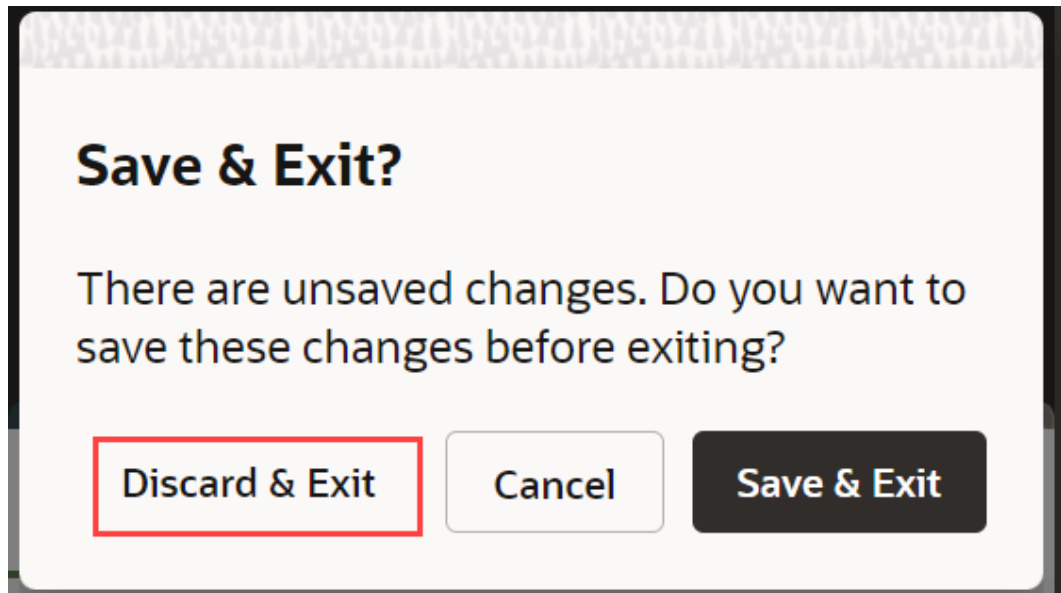 Save & Exit?
There are unsaved changes. Do you want to
save these changes before exiting?
Discard & Exit
Cancel
Save & Exit